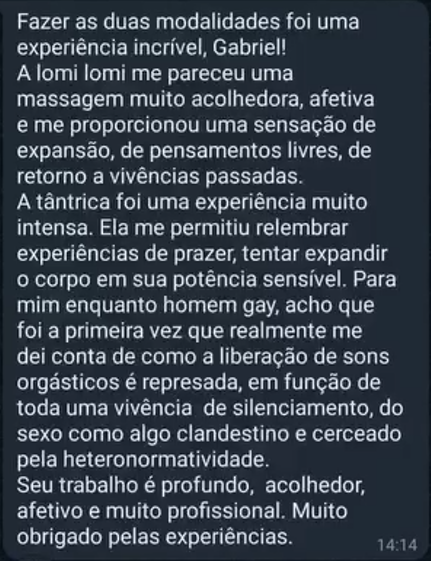 Fazer as duas modalidades foi uma
experiência incrível, Gabriel!
A lomi lomi me pareceu uma
massagem muito acolhedora, afetiva
e me proporcionou uma sensação de
expansão, de pensamentos livres, de
retorno a vivências passadas.
A tântrica foi uma experiência muito
intensa. Ela me permitiu relembrar
experiências de prazer, tentar expandir
o corpo em sua potência sensível. Para
mim enquanto homem gay, acho que
foi a primeira vez que realmente me
dei conta de como a liberação de sons
orgásticos é represada, em função de
toda uma vivência  de silenciamento, do
sexo como algo clandestino e cerceado
pela heteronormatividade.
Seu trabalho é profundo,  acolhedor,
afetivo e muito profissional. Muito
obrigado pelas experiências.
14:14